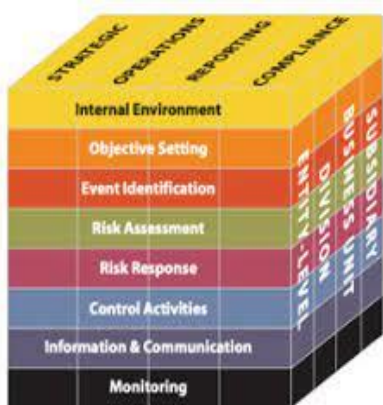 STRATEGIC
OPERATIONS
REPORTING
COMPLIANCE
Internal Environment
Objective Setting
Event Identification
Risk Assessment
Risk Response
Control Activities
Information & Communication
Monitoring
ENTITY-LEVEL
DIVISION
BUSINESS UNIT
SUBSIDIARY